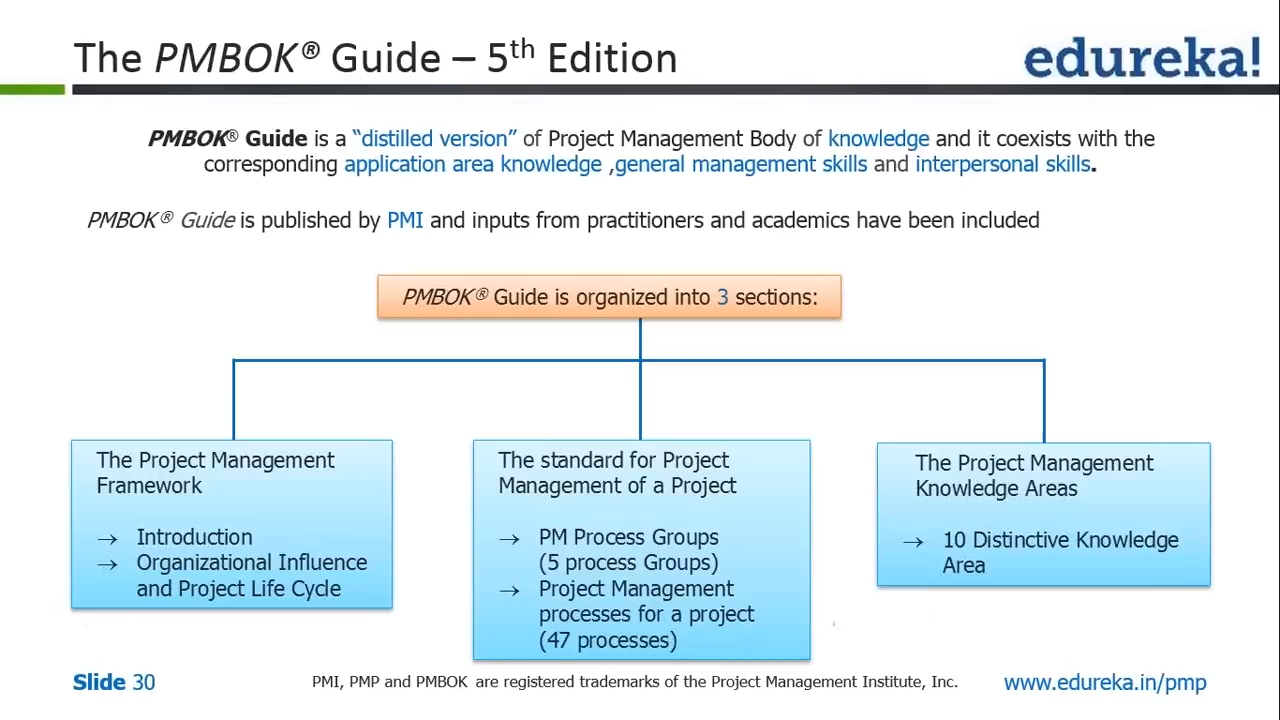 The PMBOK® Guide – 5th Edition
edureka!
PMBOK® Guide is a “distilled version” of Project Management Body of knowledge and it coexists with the
corresponding application area knowledge ,general management skills and interpersonal skills.
PMBOK® Guide is published by PMI and inputs from practitioners and academics have been included
PMBOK® Guide is organized into 3 sections:
The Project Management
Framework
→ Introduction
→ Organizational Influence
and Project Life Cycle
The standard for Project
Management of a Project
→ PM Process Groups
(5 process Groups)
→ Project Management
processes for a project
(47 processes)
The Project Management
Knowledge Areas
→ 10 Distinctive Knowledge
Area
Slide 30
PMI, PMP and PMBOK are registered trademarks of the Project Management Institute, Inc.
www.edureka.in/pmp